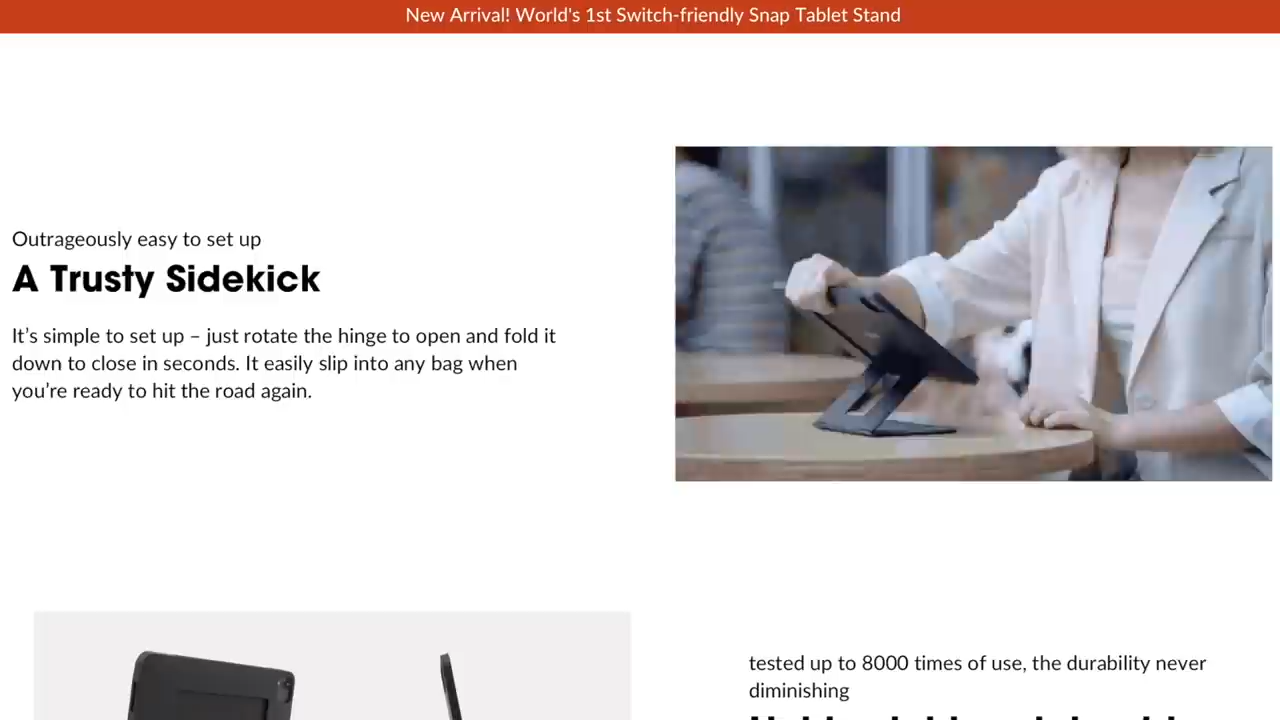 New Arrival! World's 1st Switch-friendly Snap Tablet Stand
Outrageously easy to set up
A Trusty Sidekick
It’s simple to set up – just rotate the hinge to open and fold it
down to close in seconds. It easily slip into any bag when
you’re ready to hit the road again.
tested up to 8000 times of use, the durability never
diminishing